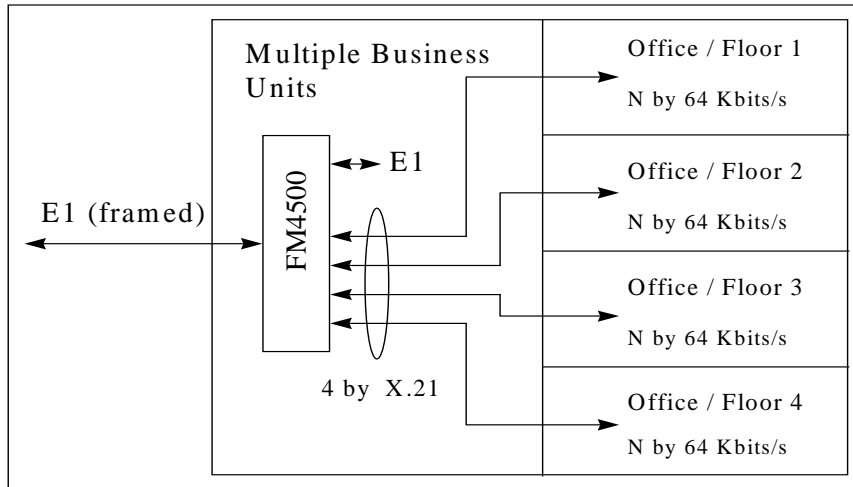 Multiple Business
Units
E1
E1 (framed)
FM4500
4 by X.21
Office / Floor 1
N by 64 Kbits/s
Office / Floor 2
N by 64 Kbits/s
Office / Floor 3
N by 64 Kbits/s
Office / Floor 4
N by 64 Kbits/s